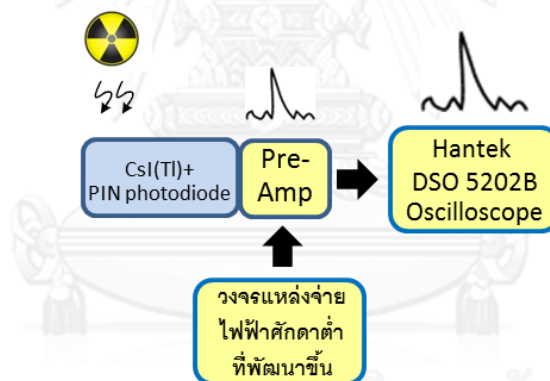 CsI(Tl)+
PIN photodiode
Pre-
Amp
Hantek
DSO 5202B
Oscilloscope
วงจรแหล่งจ่าย
ไฟฟ้าศักดาต่ำ
ที่พัฒนาขึ้น